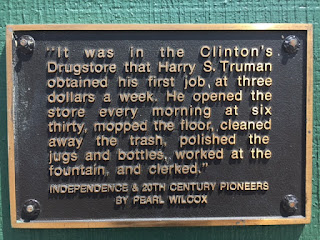 "It was in the Clinton's
Drugstore that Harry S. Truman
obtained his first job, at three
dollars a week. He opened the
store every morning at six
thirty, mopped the floor, cleaned
away the trash, polished the
jugs and bottles, worked at the
fountain, and clerked."
INDEPENDENCE & 20TH CENTURY PIONEERS
BY PEARL WILCOX